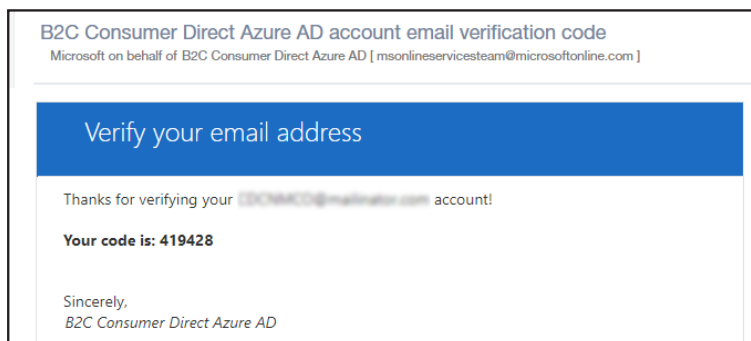 B2C Consumer Direct Azure AD account email verification code
Microsoft on behalf of B2C Consumer Direct Azure AD [ msonlineservicesteam@microsoftonline.com ]
Verify your email address
Thanks for verifying your account!
Your code is: 419428
Sincerely,
B2C Consumer Direct Azure AD